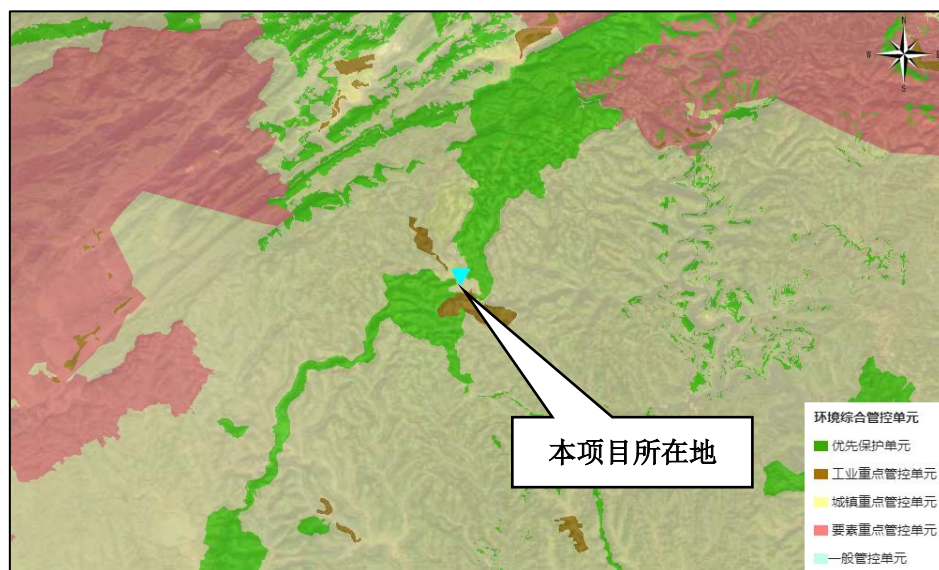 N
W
E
S
本项目所在地
环境综合管控单元
优先保护单元
工业重点管控单元
城镇重点管控单元
要素重点管控单元
一般管控单元